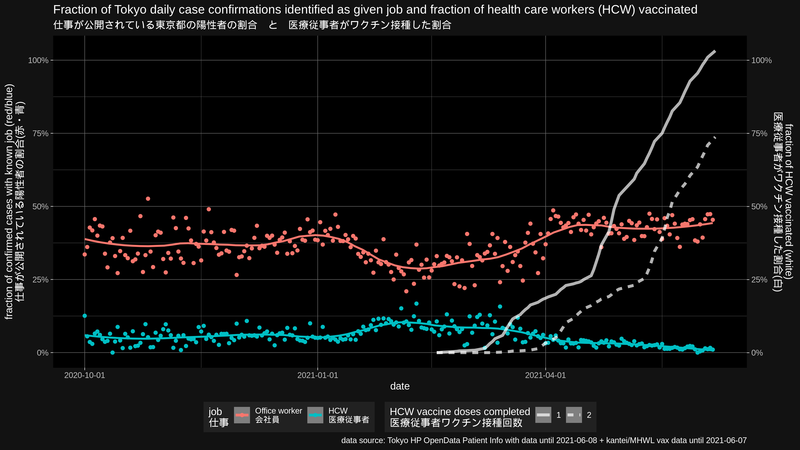 Fraction of Tokyo daily case confirmations identified as given job and fraction of health care workers (HCW) vaccinated
仕事が公開されている東京都の陽性者の割合　と　医療従事者がワクチン接種した割合
fraction of confirmed cases with known job (red/blue)
仕事が公開されている陽性者の割合(赤・青)
100%
75%
50%
25%
0%
100%
75%
50%
25%
0%
fraction of HCW vaccinated (white)
医療従事者がワクチン接種した割合(白)
2020-10-01
2021-01-01
2021-04-01
date
job
仕事
Office worker
会社員
HCW
医療従事者
HCW vaccine doses completed
医療従事者ワクチン接種回数
1
2
data source: Tokyo HP OpenData Patient Info with data until 2021-06-08 + kantei/MHWL vax data until 2021-06-07